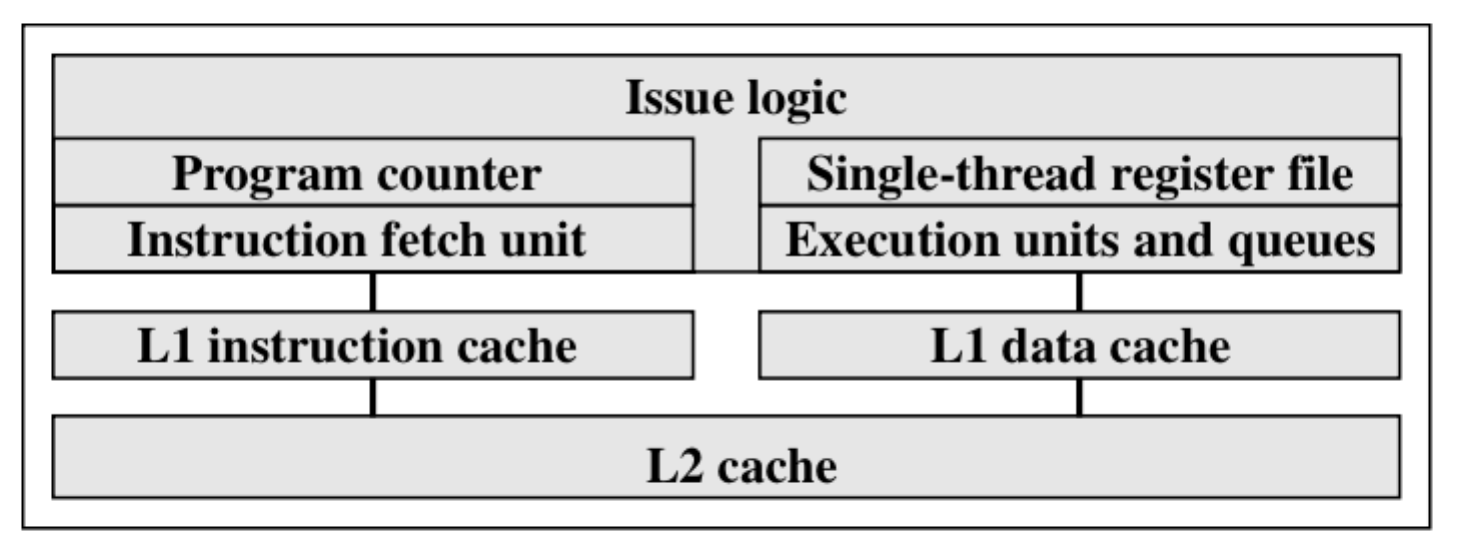 Issue logic
Program counter
Single-thread register file
Instruction fetch unit
Execution units and queues
L1 instruction cache
L1 data cache
L2 cache